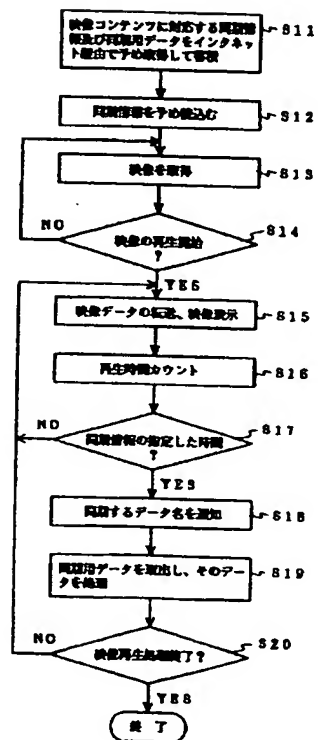 映像コンテンツに対応する同期情
報及び同期用データをインタネッ
ト経由で予め取得して蓄積
S11
同期情報を予め読込む
S12
映像を取得
S13
NO
映像の再生開始
?
S14
YES
映像データの転送、映像表示
S15
再生時間カウント
S16
NO
同期情報の指定した時間
?
S17
YES
同期するデータ名を通知
S18
同期用データを取出し、そのデー
タを処理
S19
NO
映像再生処理終了?
S20
YES
終了